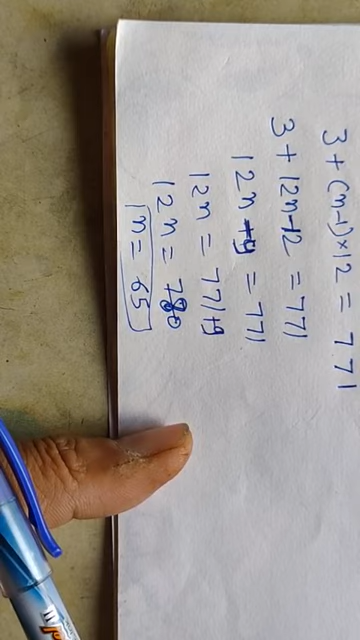 3 + (n-1)×12 = 771
3 + 12n-12 = 771
12n - 9 = 771
12n = 771+9
12n = 780
n = 65